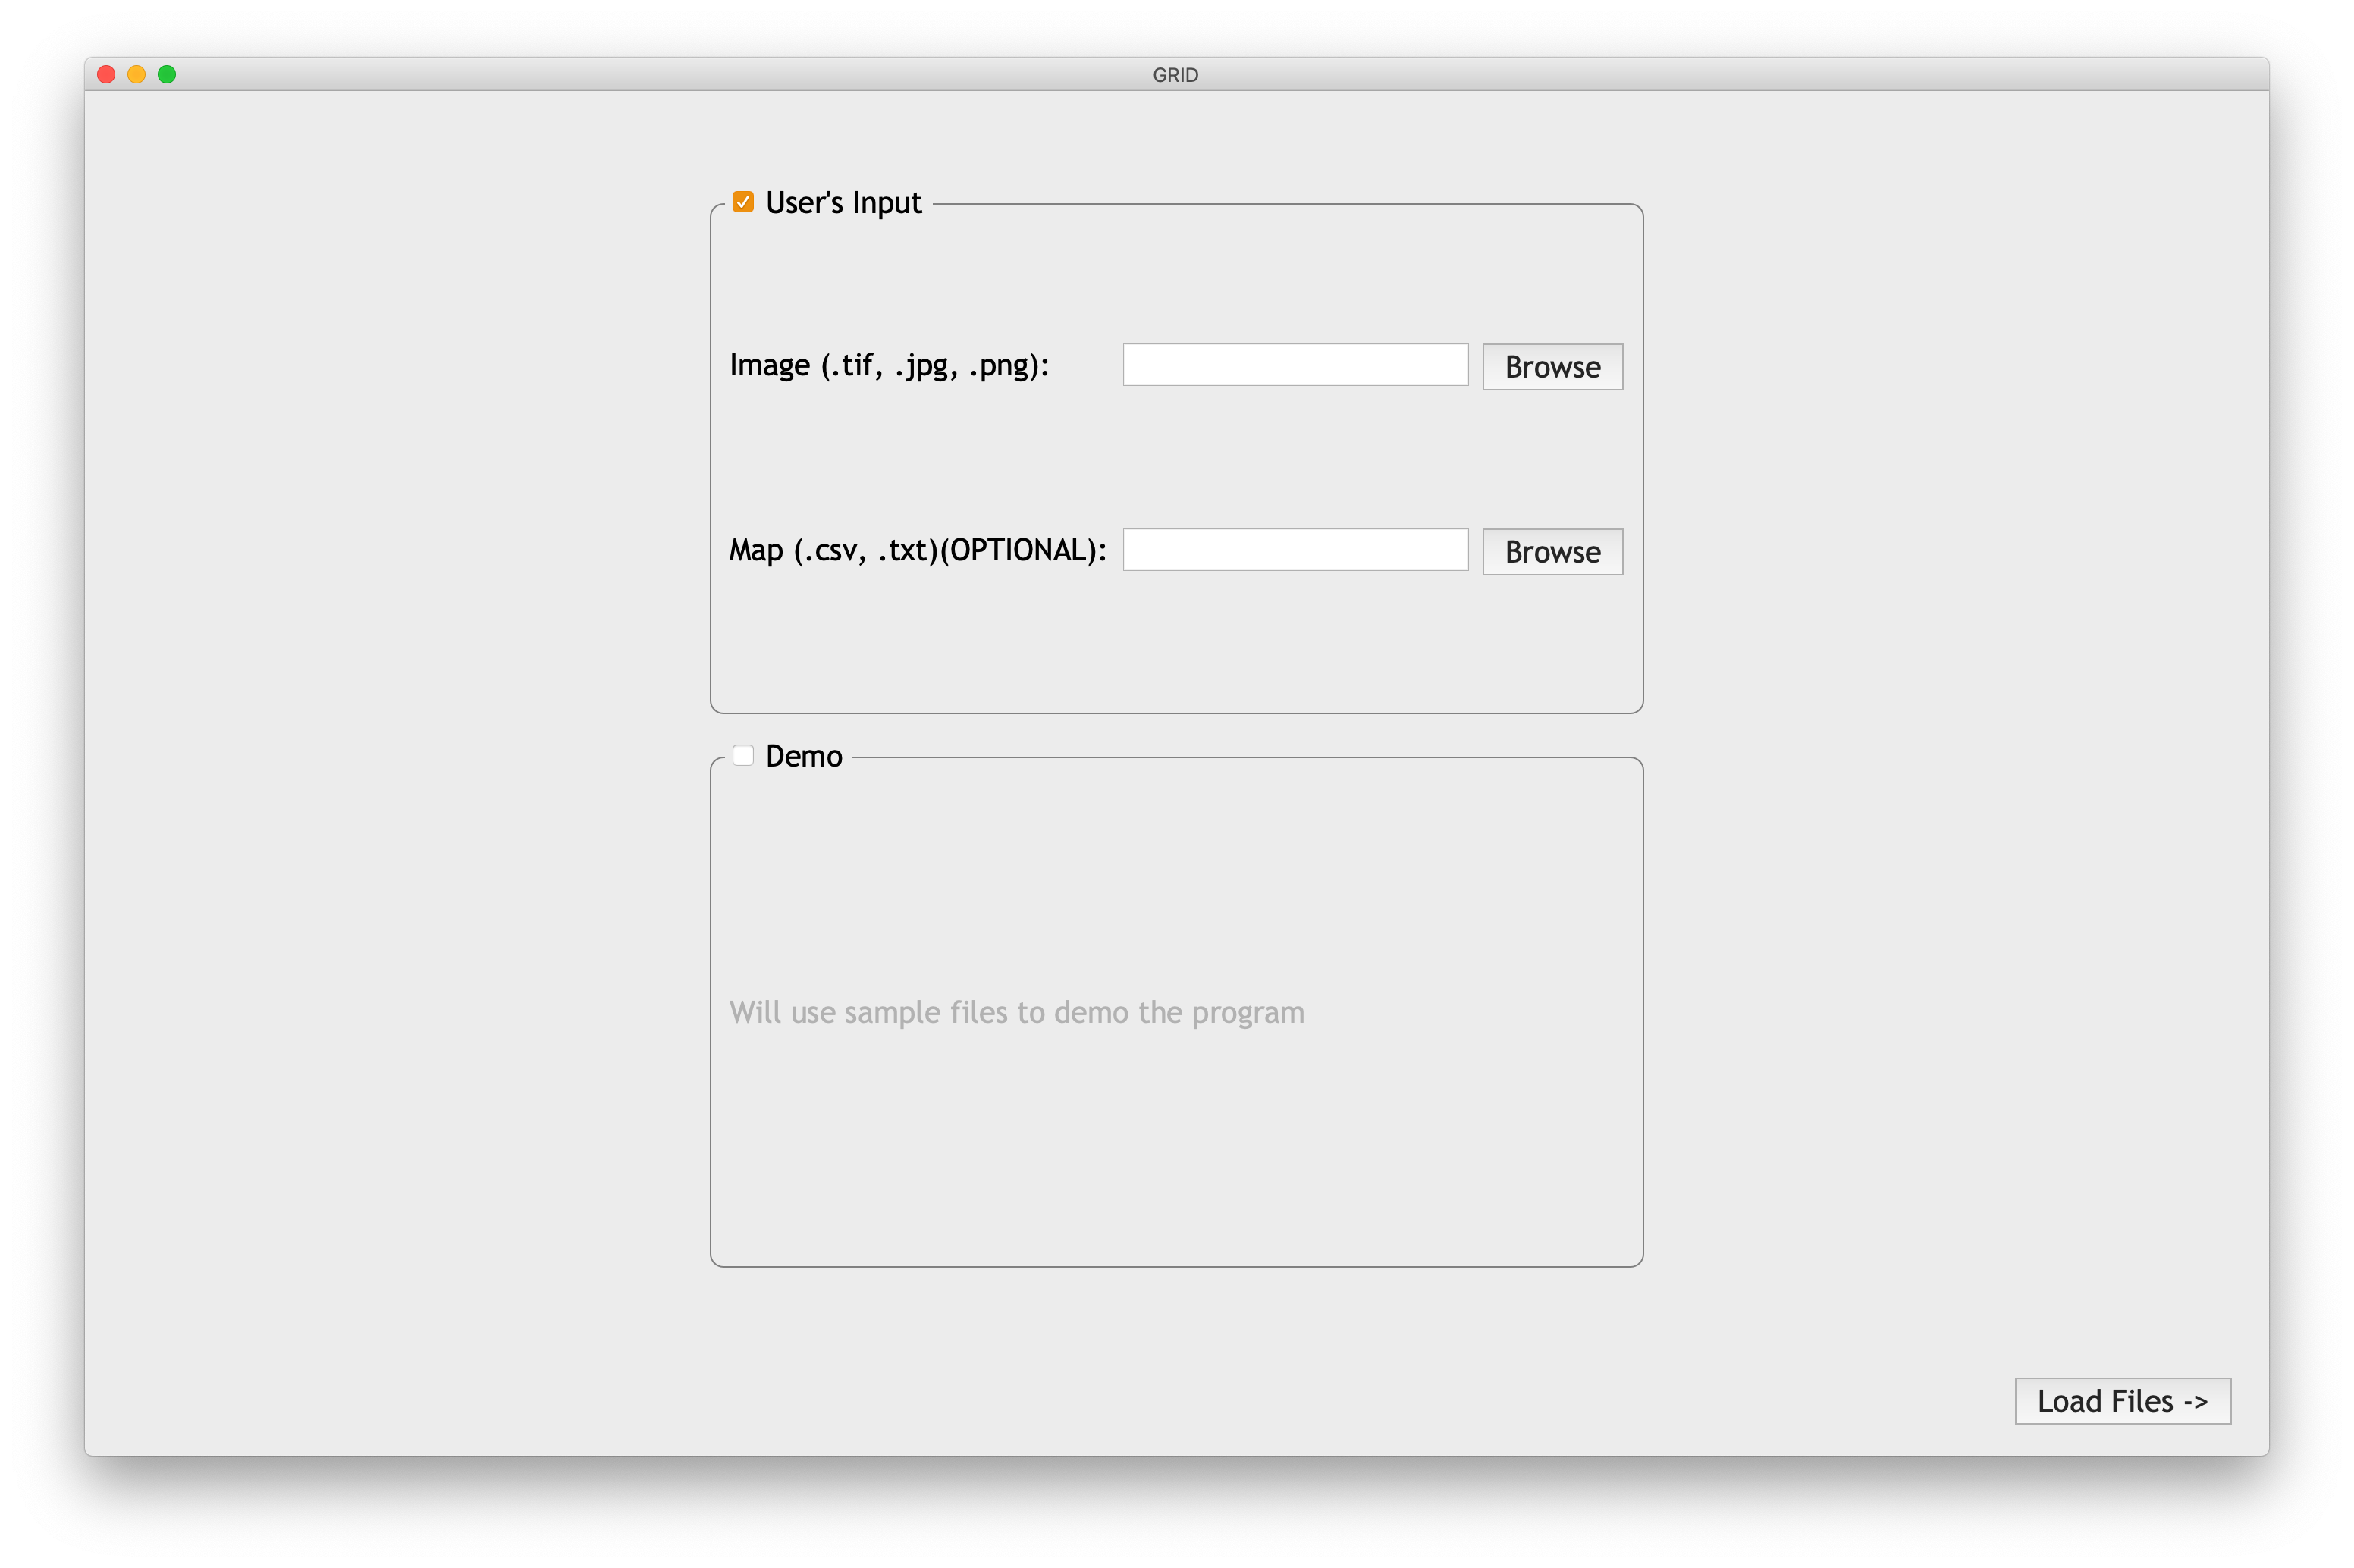 GRID
User's Input
Image (.tif, .jpg, .png):
Browse
Map (.csv, .txt)(OPTIONAL):
Browse
Demo
Will use sample files to demo the program
Load Files ->